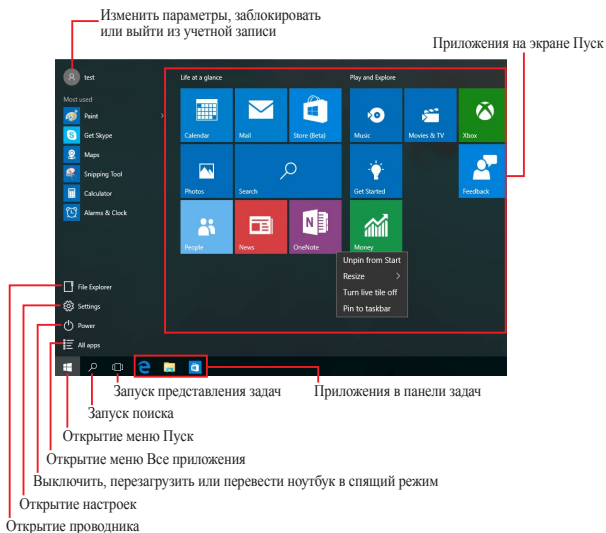 Изменить параметры, заблокировать
или выйти из учетной записи
Приложения на экране Пуск
test
Life at a glance
Play and Explore
Most used
Paint
Get Skype
Maps
Snipping Tool
Calculator
Alarms & Clock
Calendar
Mail
Store (Beta)
Music
Movies & TV
Xbox
Photos
Search
Get Started
Feedback
People
News
OneNote
Money
Unpin from Start
Resize
Turn live tile off
Pin to taskbar
File Explorer
Settings
Power
All apps
Запуск представления задач
Приложения в панели задач
Запуск поиска
Открытие меню Пуск
Открытие меню Все приложения
Выключить, перезагрузить или перевести ноутбук в спящий режим
Открытие настроек
Открытие проводника